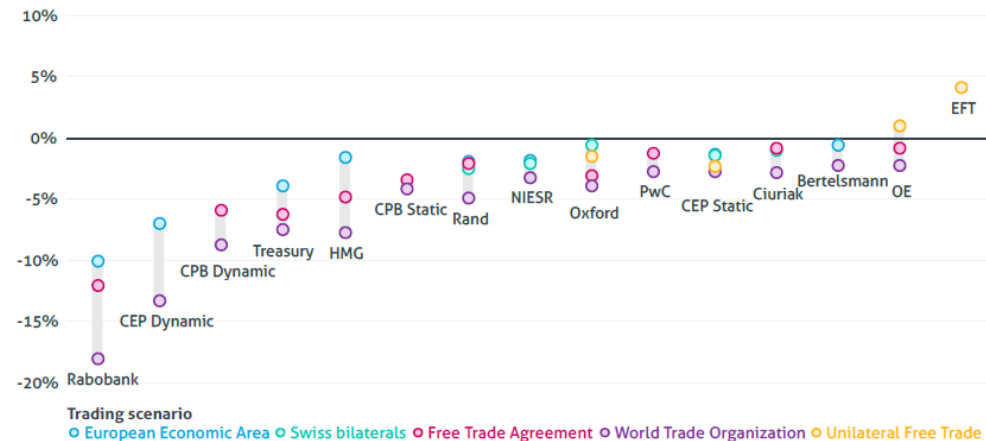 10%
5%
0%
-5%
-10%
-15%
-20%
Rabobank
CEP Dynamic
CPB Dynamic
Treasury
HMG
CPB Static
Rand
NIESR
Oxford
PwC
CEP Static
Ciuriak
Bertelsmann
OE
EFT
Trading scenario
European Economic Area Swiss bilaterals Free Trade Agreement World Trade Organization Unilateral Free Trade